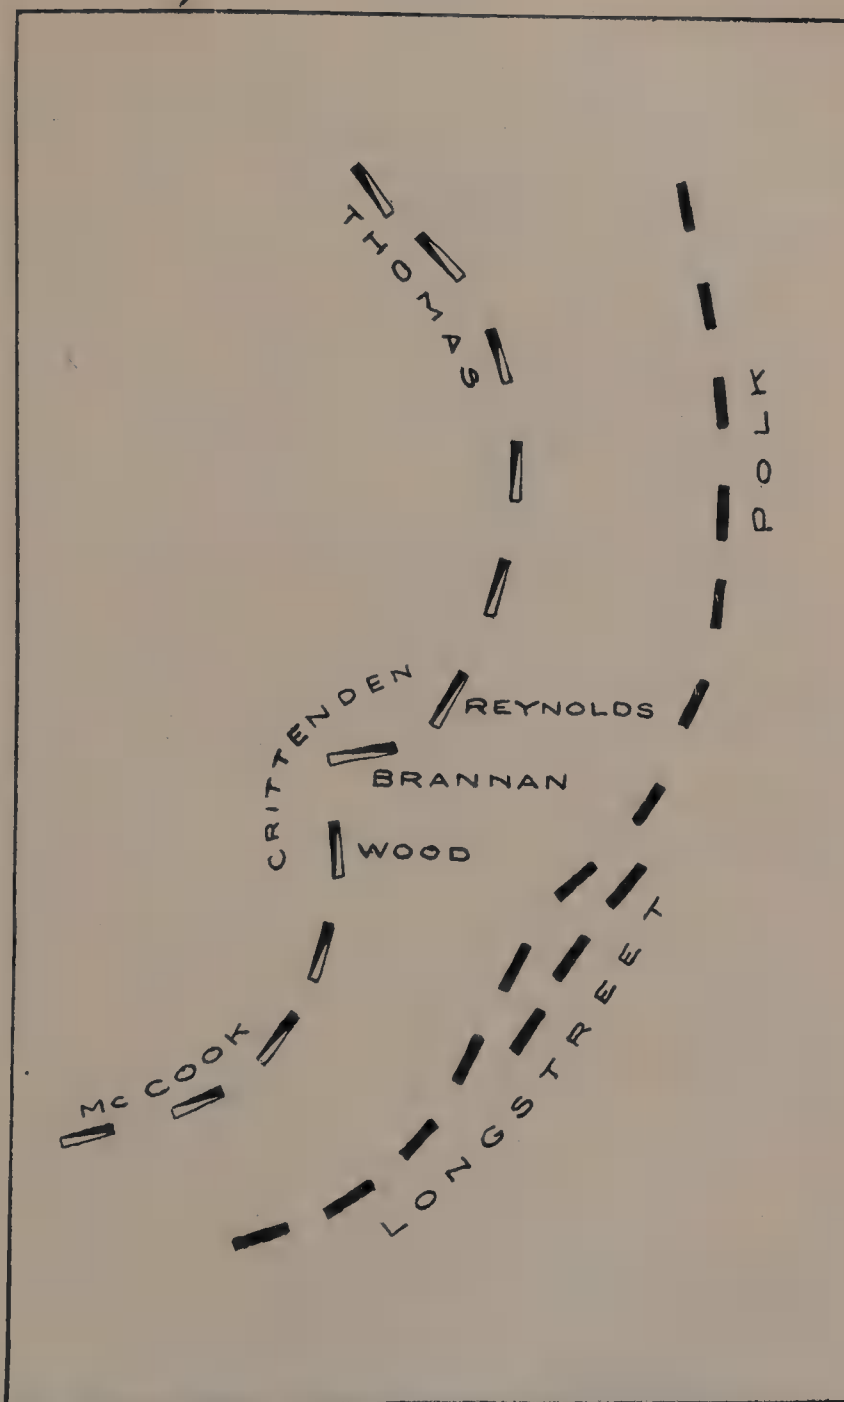 THOMAS
POLK
CRITTENDEN
REYNOLDS
BRANNAN
WOOD
LONGSTREET
McCOOK